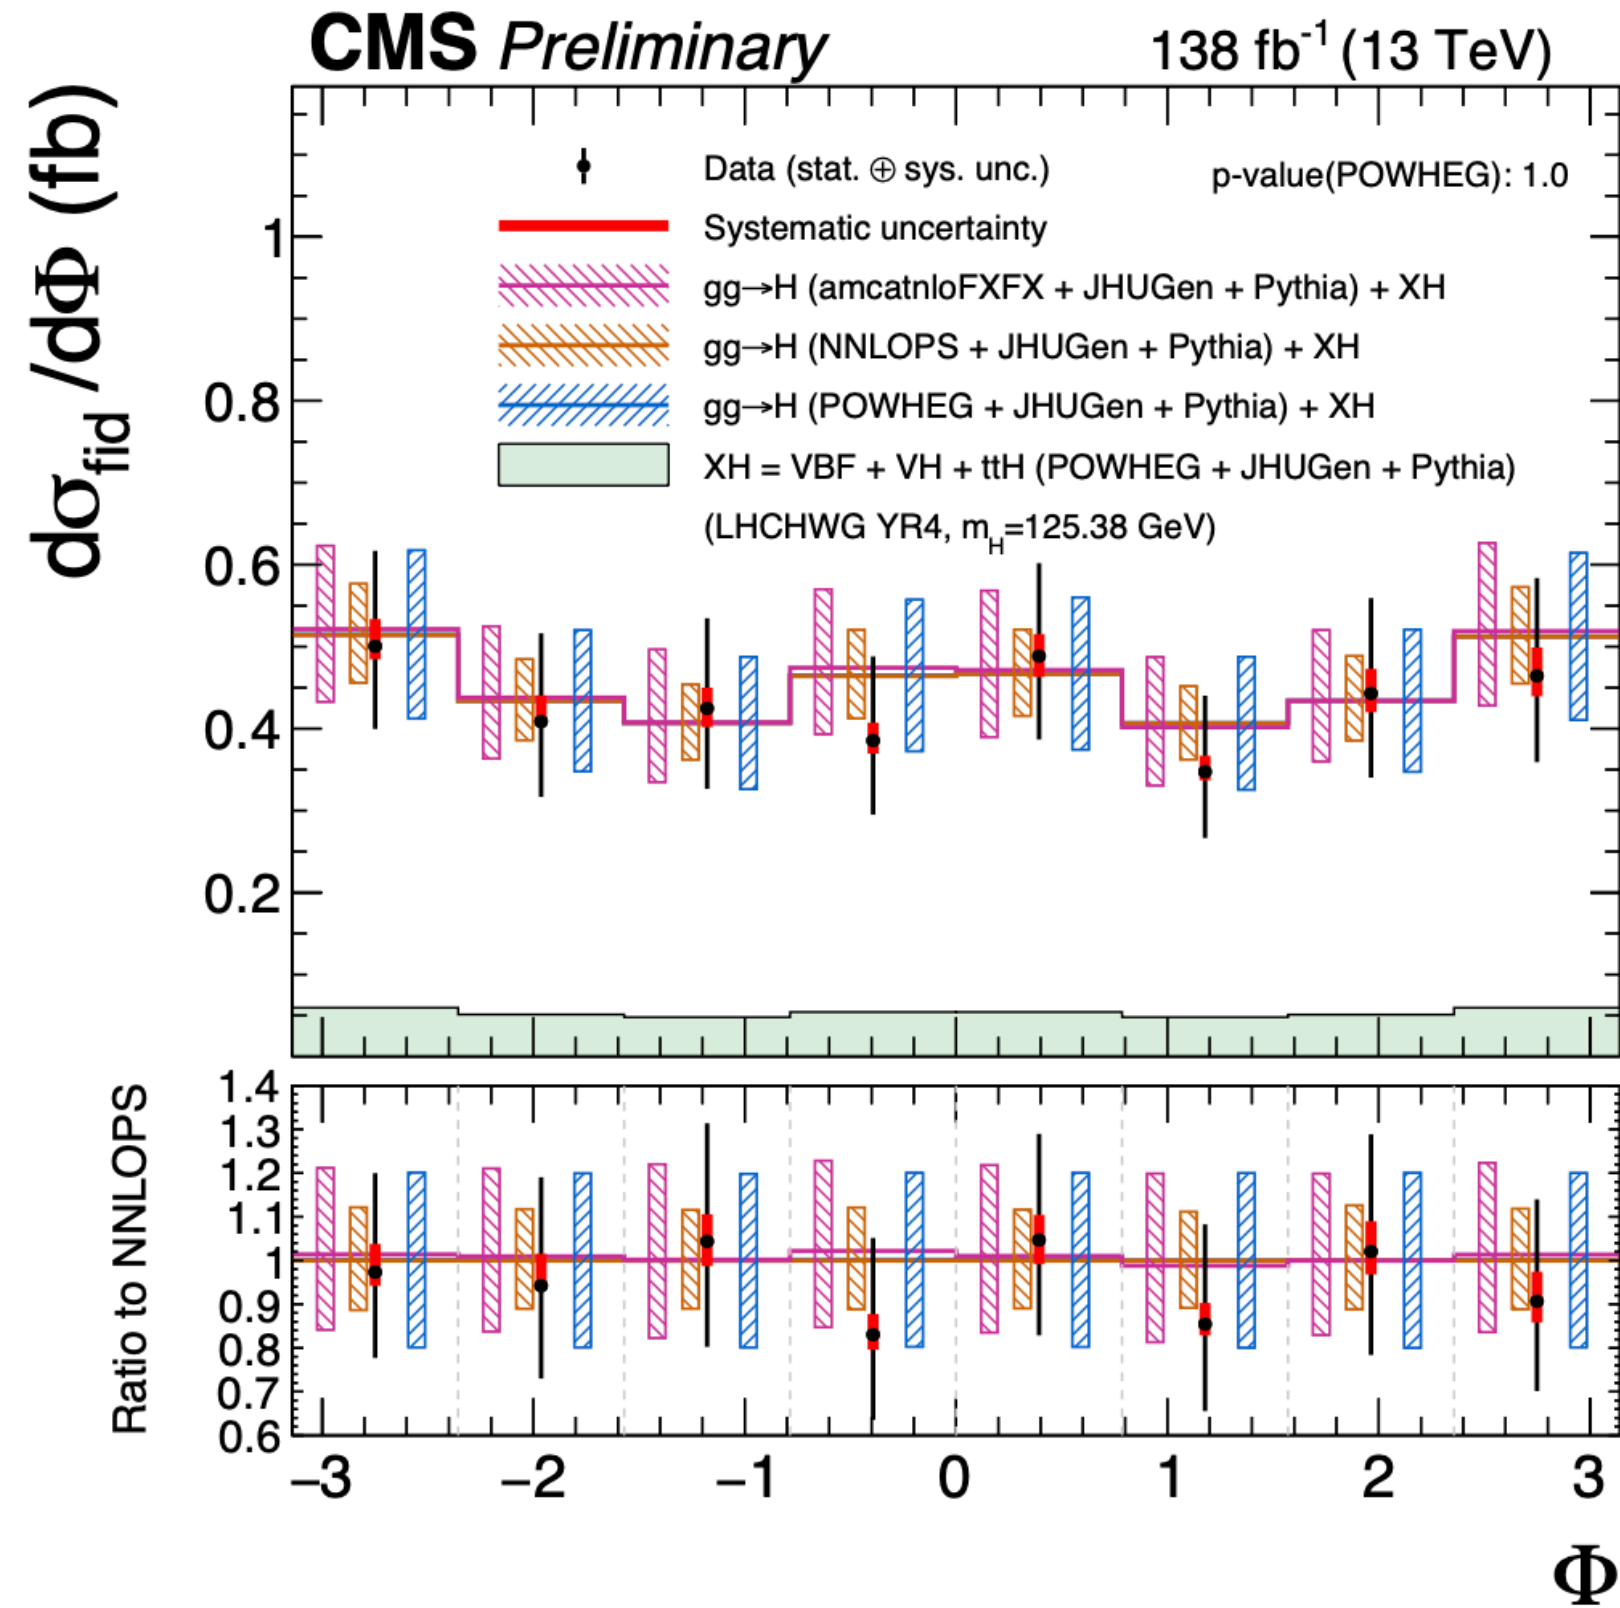 CMS Preliminary 138 fb-1 (13 TeV)
dσfid/dΦ (fb)
Data (stat. ⊕ sys. unc.) p-value(POWHEG): 1.0
Systematic uncertainty
gg→H (amcatnloFXFX + JHUGen + Pythia) + XH
gg→H (NNLOPS + JHUGen + Pythia) + XH
gg→H (POWHEG + JHUGen + Pythia) + XH
XH = VBF + VH + ttH (POWHEG + JHUGen + Pythia)
(LHCHWG YR4, mH=125.38 GeV)
1
0.8
0.6
0.4
0.2
Ratio to NNLOPS
1.4
1.3
1.2
1.1
1
0.9
0.8
0.7
0.6
−3 −2 −1 0 1 2 3
Φ